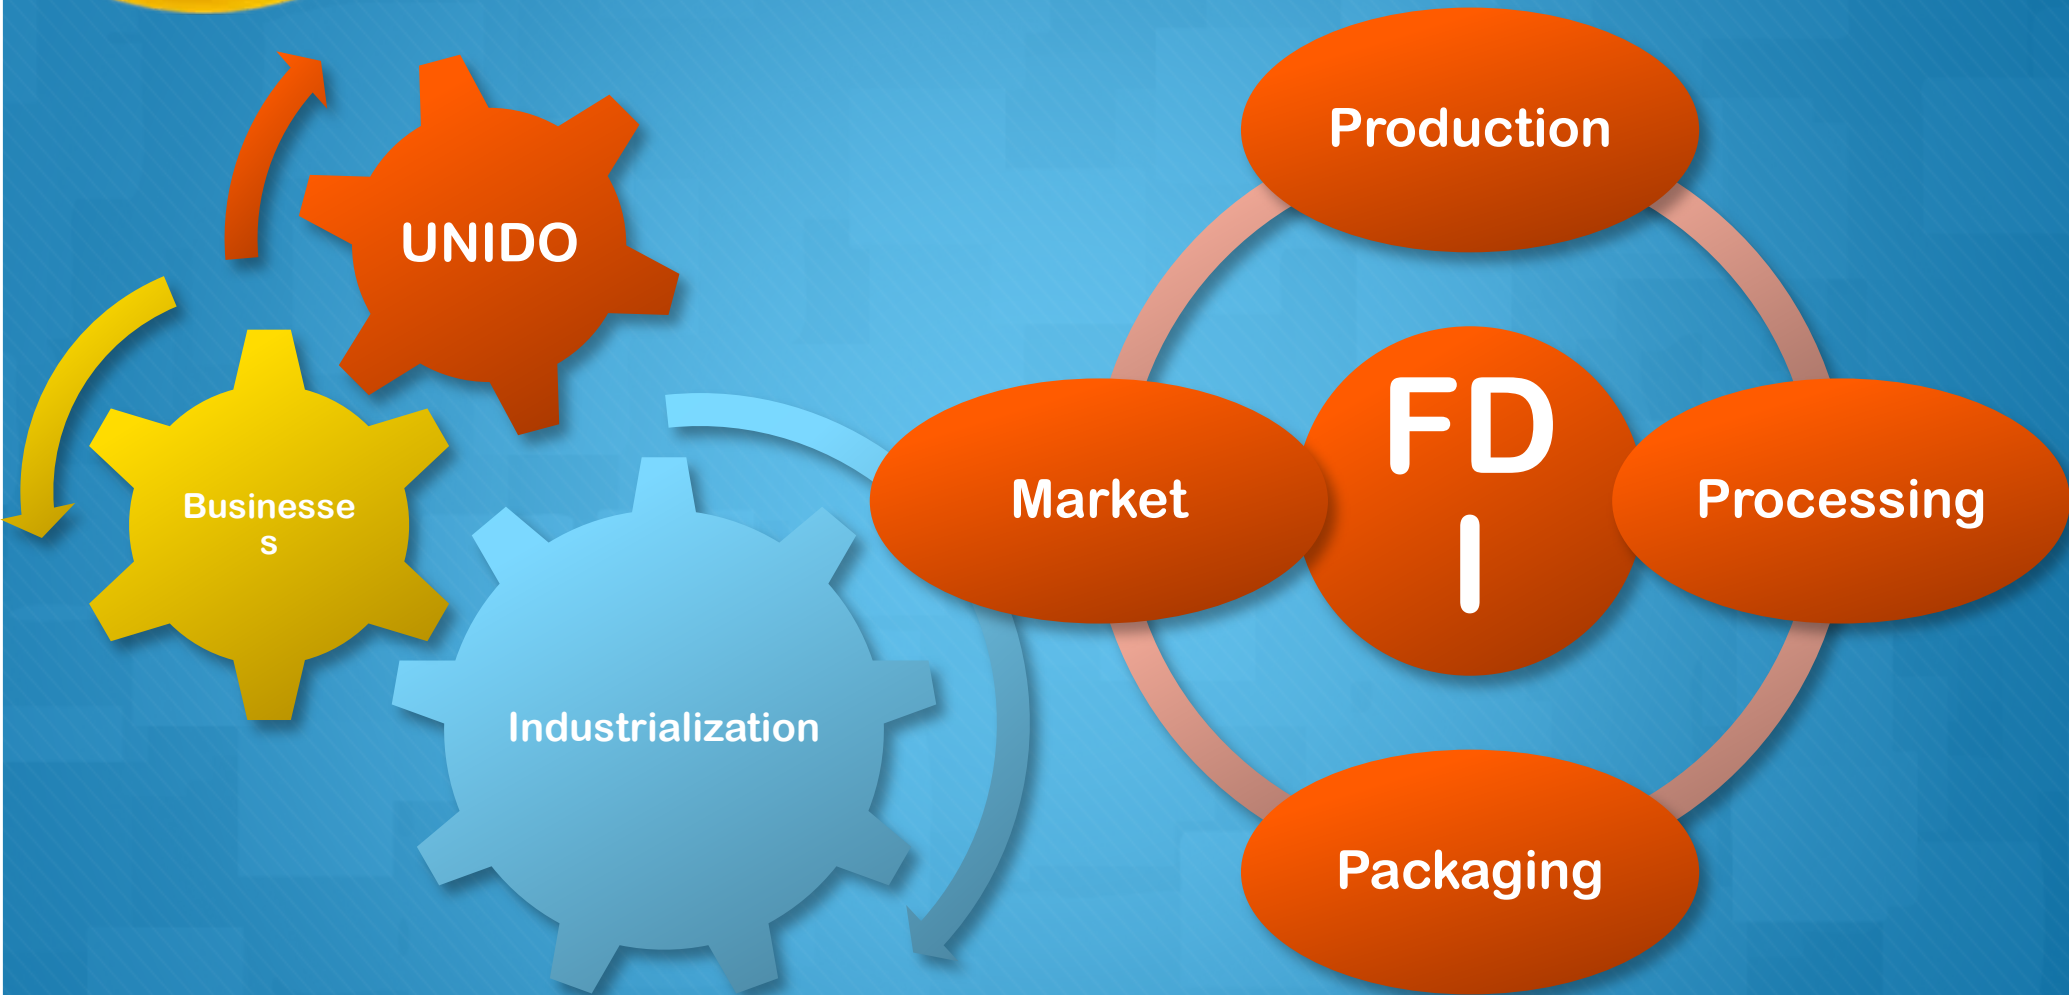 UNIDO
Businesse
s
Industrialization
Production
Market
FD
I
Processing
Packaging